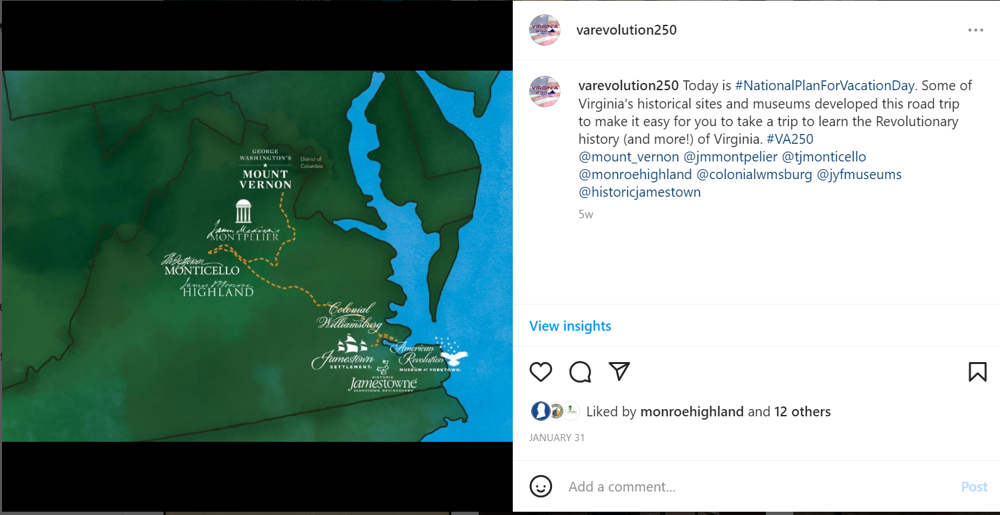 GEORGE
WASHINGTON'S
MOUNT
VERNON
District of
Columbia
James Madison's
MONTPELIER
Th Jefferson
MONTICELLO
James Monroe
HIGHLAND
Colonial
Williamsburg
Jamestown
SETTLEMENT
American
Revolution
MUSEUM AT YORKTOWN
HISTORIC
Jamestowne
JAMESTOWN REDISCOVERY
varevolution250
VIRGINIA
250
varevolution250 Today is #NationalPlanForVacationDay. Some of
Virginia's historical sites and museums developed this road trip
to make it easy for you to take a trip to learn the Revolutionary
history (and more!) of Virginia. #VA250
@mount_vernon @jmmontpelier @tjmonticello
@monroehighland @colonialwmsburg @jyfmuseums
@historicjamestown
5w
VIRGINIA
250
View insights
Liked by monroehighland and 12 others
JANUARY 31
Add a comment...
Post